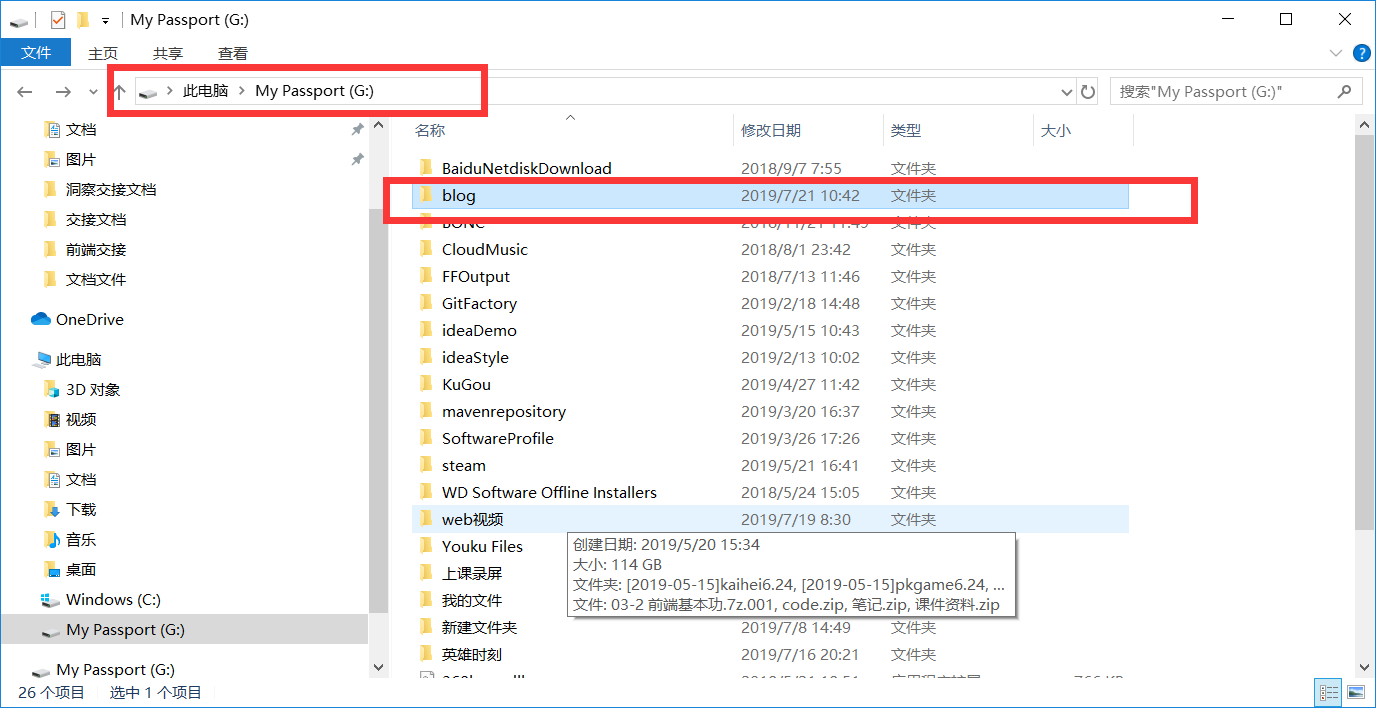 My Passport (G:)
文件 主页 共享 查看
此电脑 My Passport (G:) 搜索"My Passport (G:)"
文档
图片
洞察交接文档
交接文档
前端交接
文档文件
OneDrive
此电脑
3D 对象
视频
图片
文档
下载
音乐
桌面
Windows (C:)
My Passport (G:)
My Passport (G:)
名称 修改日期 类型 大小
BaiduNetdiskDownload 2018/9/7 7:55 文件夹
blog 2019/7/21 10:42 文件夹
BONC 文件夹
CloudMusic 2018/8/1 23:42 文件夹
FFOutput 2018/7/13 11:46 文件夹
GitFactory 2019/2/18 14:48 文件夹
ideaDemo 2019/5/15 10:43 文件夹
ideaStyle 2019/2/13 10:02 文件夹
KuGou 2019/4/27 11:42 文件夹
mavenrepository 2019/3/20 16:37 文件夹
SoftwareProfile 2019/3/26 17:26 文件夹
steam 2019/5/21 16:41 文件夹
WD Software Offline Installers 2018/5/24 15:05 文件夹
web视频 2019/7/19 8:30 文件夹
Youku Files
上课录屏
我的文件
新建文件夹 2019/7/8 14:49 文件夹
英雄时刻 2019/7/16 20:21 文件夹
创建日期: 2019/5/20 15:34
大小: 114 GB
文件夹: [2019-05-15]kaihei6.24, [2019-05-15]pkgame6.24, ...
文件: 03-2 前端基本功.7z.001, code.zip, 笔记.zip, 课件资料.zip
26 个项目 选中 1 个项目